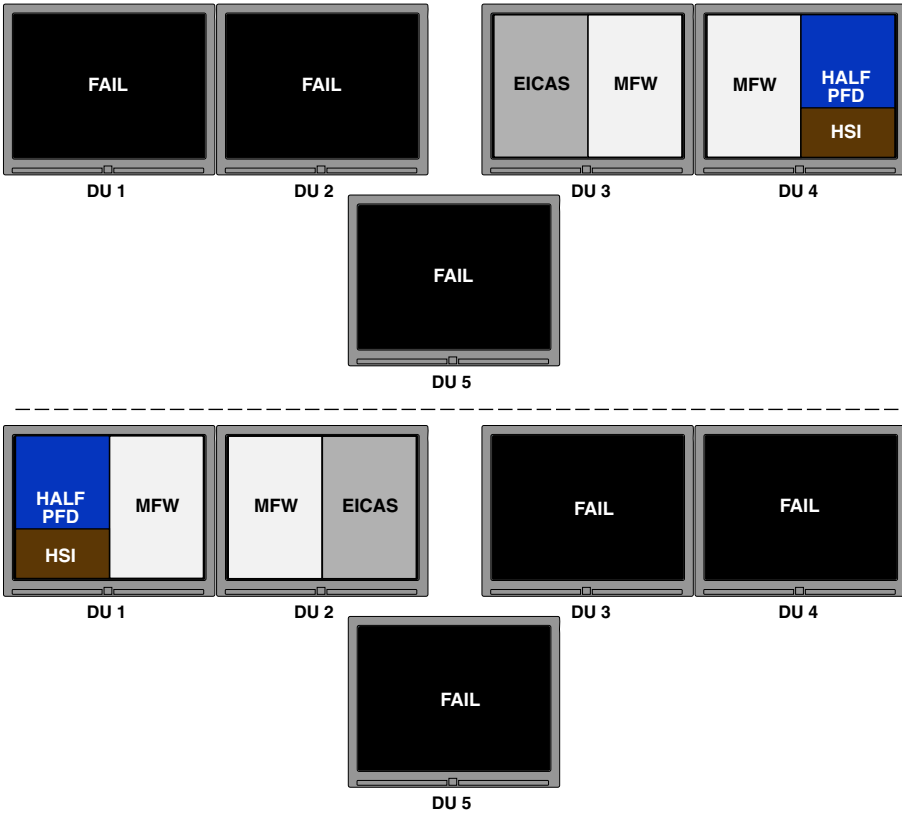 FAIL
FAIL
EICAS
MFW
MFW
HALF
PFD
HSI
DU 1
DU 2
DU 3
DU 4
FAIL
DU 5
HALF
PFD
HSI
MFW
MFW
EICAS
FAIL
FAIL
DU 1
DU 2
DU 3
DU 4
FAIL
DU 5